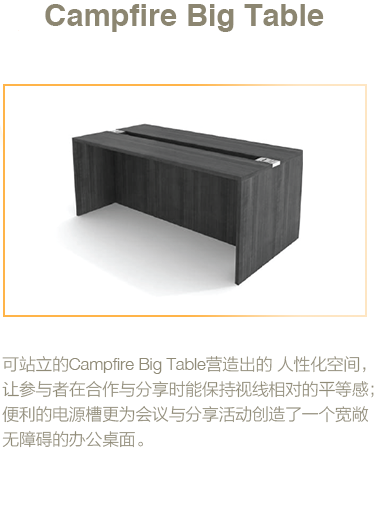 Campfire Big Table
可站立的Campfire Big Table营造出的 人性化空间，
让参与者在合作与分享时能保持视线相对的平等感；
便利的电源槽更为会议与分享活动创造了一个宽敞
无障碍的办公桌面。